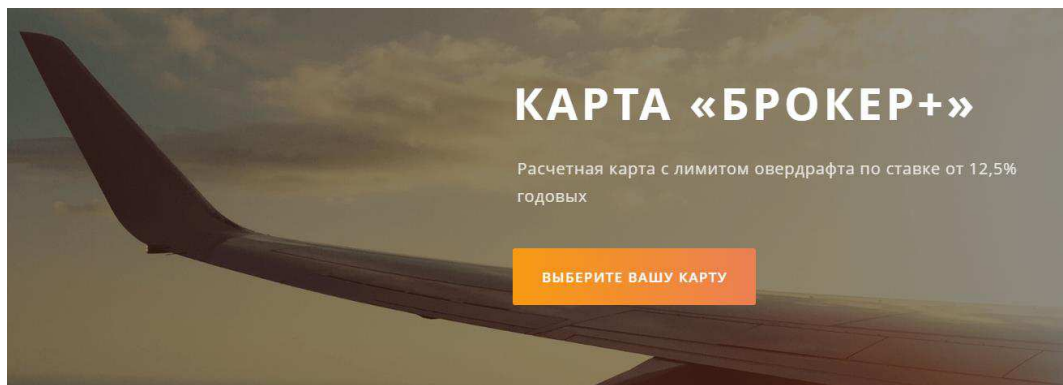 КАРТА «БРОКЕР+»
Расчетная карта с лимитом овердрафта по ставке от 12,5%
годовых
ВЫБЕРИТЕ ВАШУ КАРТУ